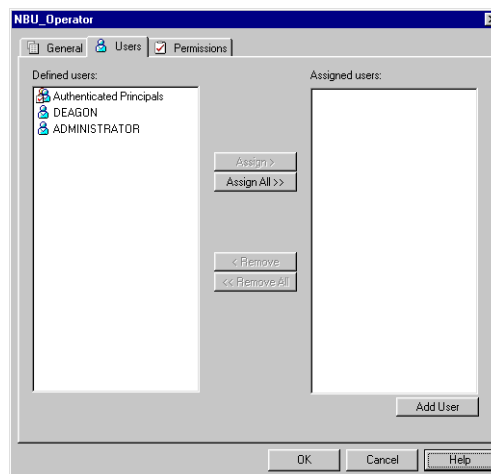 NBU_Operator
General
Users
Permissions
Defined users:
Assigned users:
Authenticated Principals
DEAGON
ADMINISTRATOR
Assign >
Assign All >>
< Remove
<< Remove All
Add User
OK
Cancel
Help